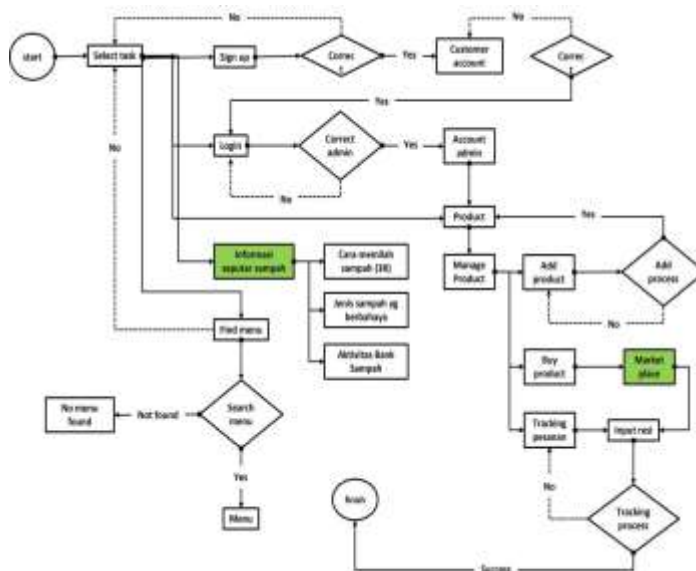 No
No
start
Select task
Sign up
Correc
t
Yes
Customer
account
Correc
Yes
No
Login
Correct
admin
Yes
Account
admin
No
Product
Yes
Informasi
seputar sampah
Cara memilah
sampah (3R)
Manage
Product
Add
product
Add
process
Jenis sampah yg
berbahaya
No
Find menu
Aktivitas Bank
Sampah
Buy
product
Market
place
No menu
found
Not found
Search
menu
Tracking
pesanan
Input resi
Yes
No
Menu
finish
Tracking
process
Success